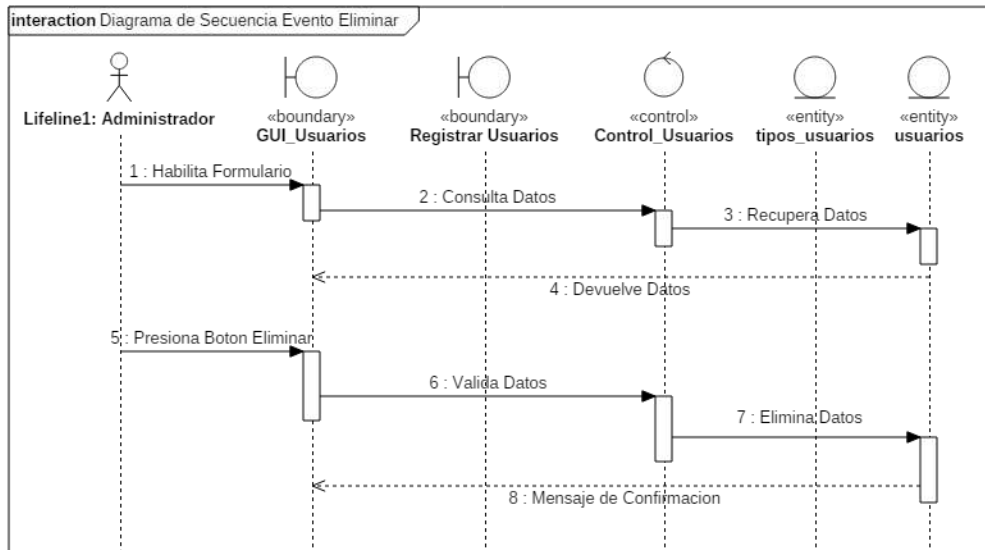 interaction Diagrama de Secuencia Evento Eliminar
Lifeline1: Administrador
«boundary»
GUI_Usuarios
«boundary»
Registrar Usuarios
«control»
Control_Usuarios
«entity»
tipos_usuarios
«entity»
usuarios
1 : Habilita Formulario
2 : Consulta Datos
3 : Recupera Datos
4 : Devuelve Datos
5 : Presiona Boton Eliminar
6 : Valida Datos
7 : Elimina Datos
8 : Mensaje de Confirmacion